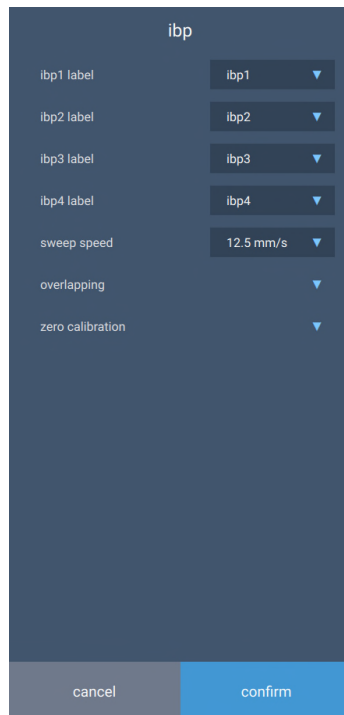 ibp
ibp1 label ibp1
ibp2 label ibp2
ibp3 label ibp3
ibp4 label ibp4
sweep speed 12.5 mm/s
overlapping
zero calibration
cancel confirm